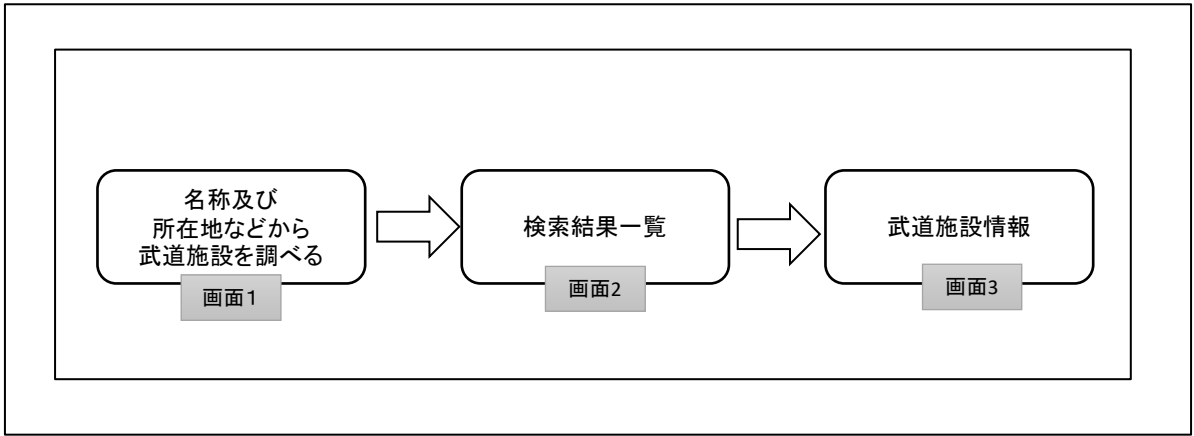 名称及び
所在地などから
武道施設を調べる
画面1
検索結果一覧
画面2
武道施設情報
画面3